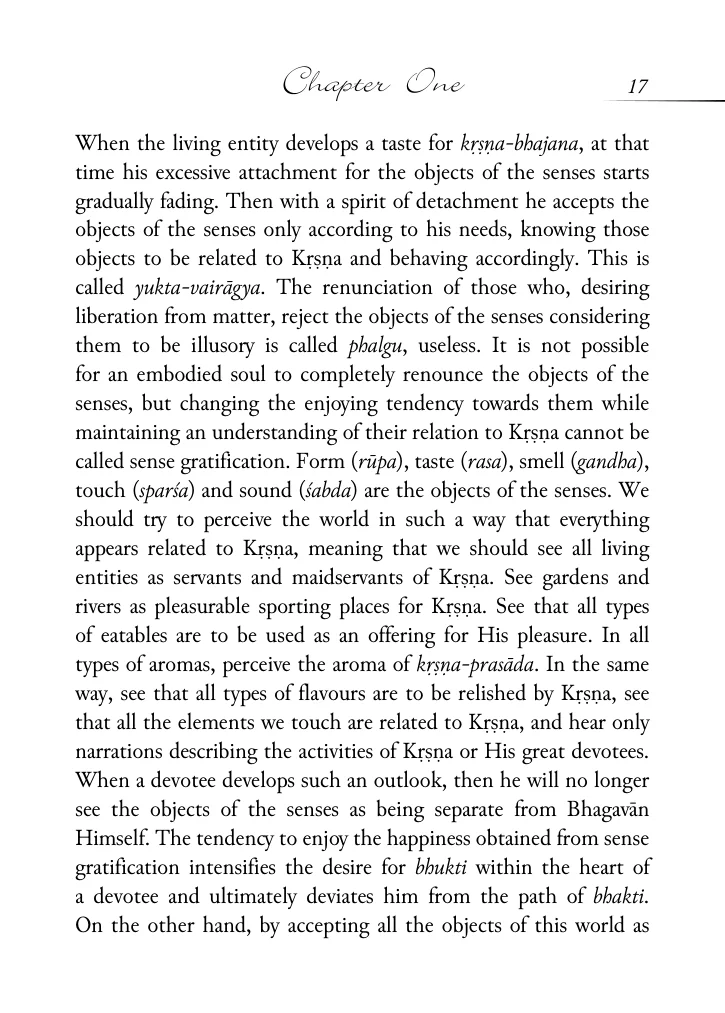 Chapter One 17
When the living entity develops a taste for kṛṣṇa-bhajana, at that
time his excessive attachment for the objects of the senses starts
gradually fading. Then with a spirit of detachment he accepts the
objects of the senses only according to his needs, knowing those
objects to be related to Kṛṣṇa and behaving accordingly. This is
called yukta-vairāgya. The renunciation of those who, desiring
liberation from matter, reject the objects of the senses considering
them to be illusory is called phalgu, useless. It is not possible
for an embodied soul to completely renounce the objects of the
senses, but changing the enjoying tendency towards them while
maintaining an understanding of their relation to Kṛṣṇa cannot be
called sense gratification. Form (rūpa), taste (rasa), smell (gandha),
touch (sparśa) and sound (śabda) are the objects of the senses. We
should try to perceive the world in such a way that everything
appears related to Kṛṣṇa, meaning that we should see all living
entities as servants and maidservants of Kṛṣṇa. See gardens and
rivers as pleasurable sporting places for Kṛṣṇa. See that all types
of eatables are to be used as an offering for His pleasure. In all
types of aromas, perceive the aroma of kṛṣṇa-prasāda. In the same
way, see that all types of flavours are to be relished by Kṛṣṇa, see
that all the elements we touch are related to Kṛṣṇa, and hear only
narrations describing the activities of Kṛṣṇa or His great devotees.
When a devotee develops such an outlook, then he will no longer
see the objects of the senses as being separate from Bhagavān
Himself. The tendency to enjoy the happiness obtained from sense
gratification intensifies the desire for bhukti within the heart of
a devotee and ultimately deviates him from the path of bhakti.
On the other hand, by accepting all the objects of this world as